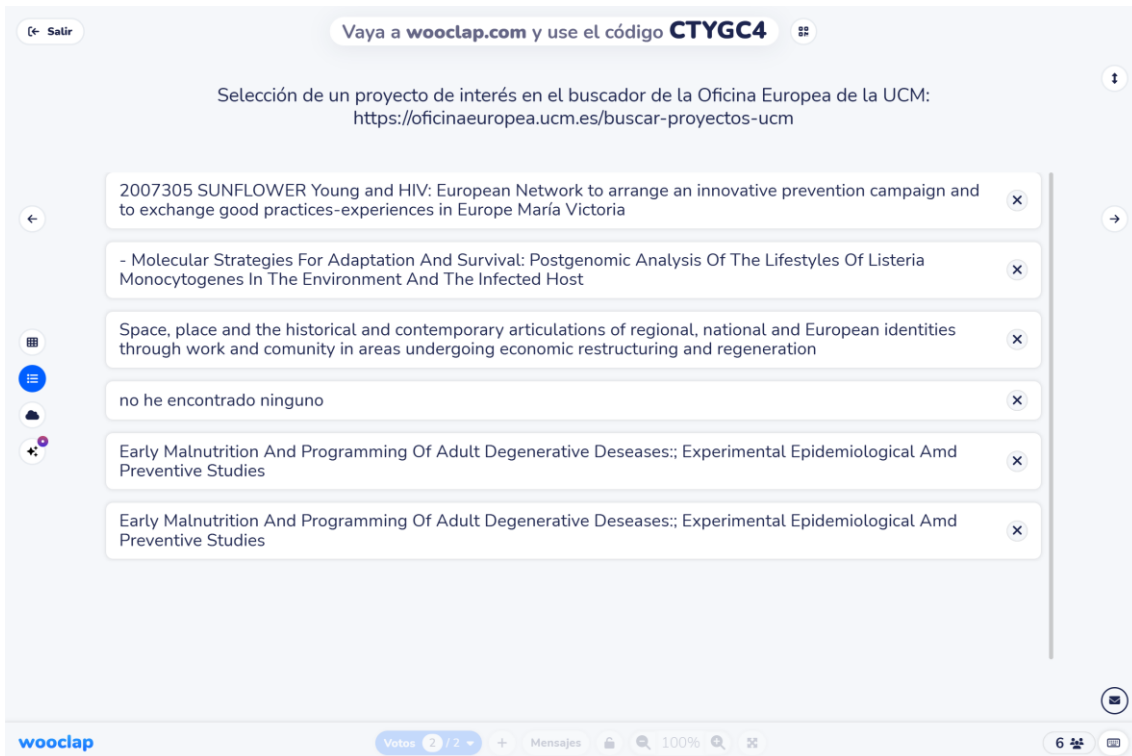 Salir
Vaya a wooclap.com y use el código CTYGC4
Selección de un proyecto de interés en el buscador de la Oficina Europea de la UCM:
https://oficinaeuropea.ucm.es/buscar-proyectos-ucm
2007305 SUNFLOWER Young and HIV: European Network to arrange an innovative prevention campaign and
to exchange good practices-experiences in Europe María Victoria
- Molecular Strategies For Adaptation And Survival: Postgenomic Analysis Of The Lifestyles Of Listeria
Monocytogenes In The Environment And The Infected Host
Space, place and the historical and contemporary articulations of regional, national and European identities
through work and comunity in areas undergoing economic restructuring and regeneration
no he encontrado ninguno
Early Malnutrition And Programming Of Adult Degenerative Deseases:; Experimental Epidemiological Amd
Preventive Studies
Early Malnutrition And Programming Of Adult Degenerative Deseases:; Experimental Epidemiological Amd
Preventive Studies
wooclap
Votos 2 / 2
Mensajes
100%
6